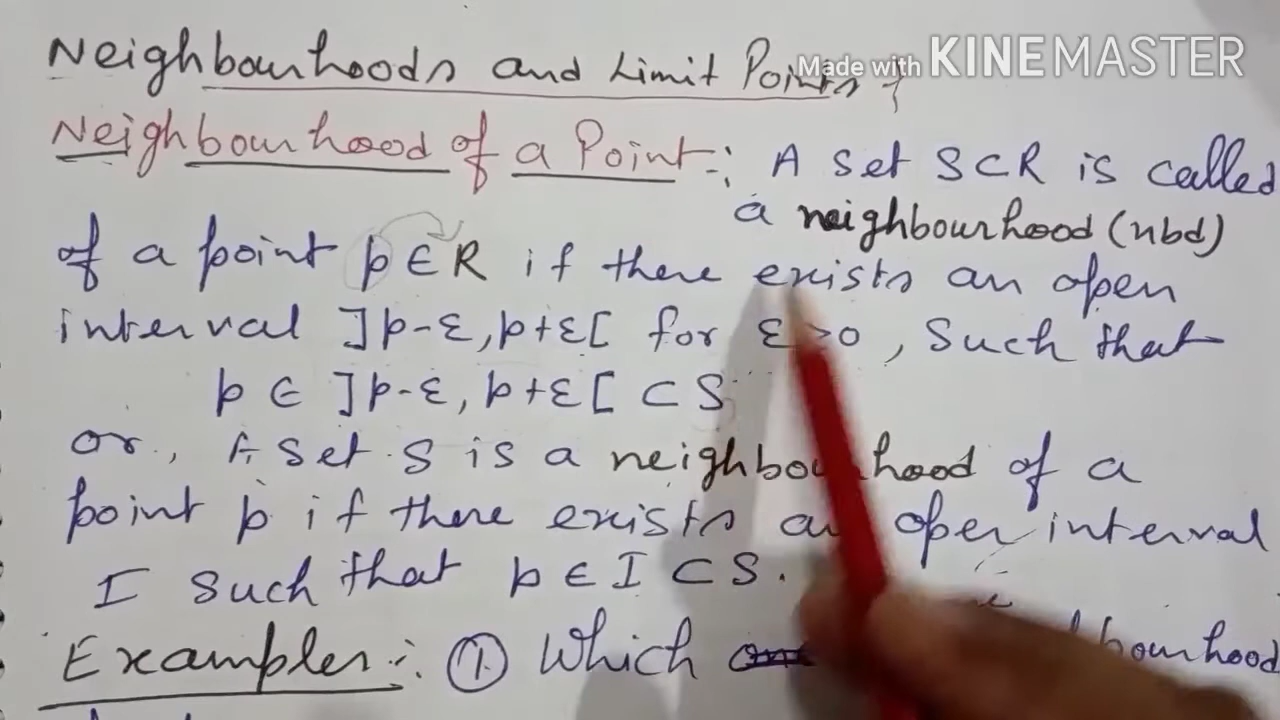 Neighbourhoods and Limit Points :
Made with KINEMASTER
Neighbourhood of a Point :- A set S⊂R is called
a neighbourhood (nbd)
of a point p∈R if there exists an open
interval ]p-ε, p+ε[ for ε>0, Such that
p ∈ ]p-ε, p+ε[ ⊂ S
or, A Set S is a neighbourhood of a
point p if there exists an open interval
I such that p∈I⊂S.
Examples :- ① Which